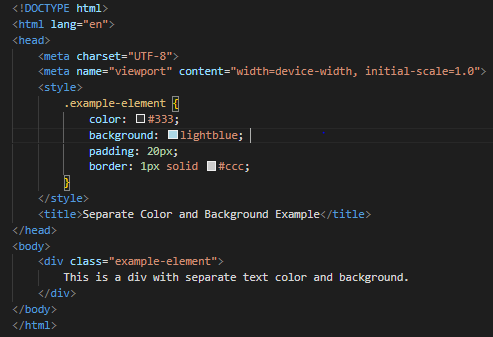 <!DOCTYPE html>
<html lang="en">
<head>
    <meta charset="UTF-8">
    <meta name="viewport" content="width=device-width, initial-scale=1.0">
    <style>
        .example-element {
            color: #333;
            background: lightblue;
            padding: 20px;
            border: 1px solid #ccc;
        }
    </style>
    <title>Separate Color and Background Example</title>
</head>
<body>
    <div class="example-element">
        This is a div with separate text color and background.
    </div>
</body>
</html>